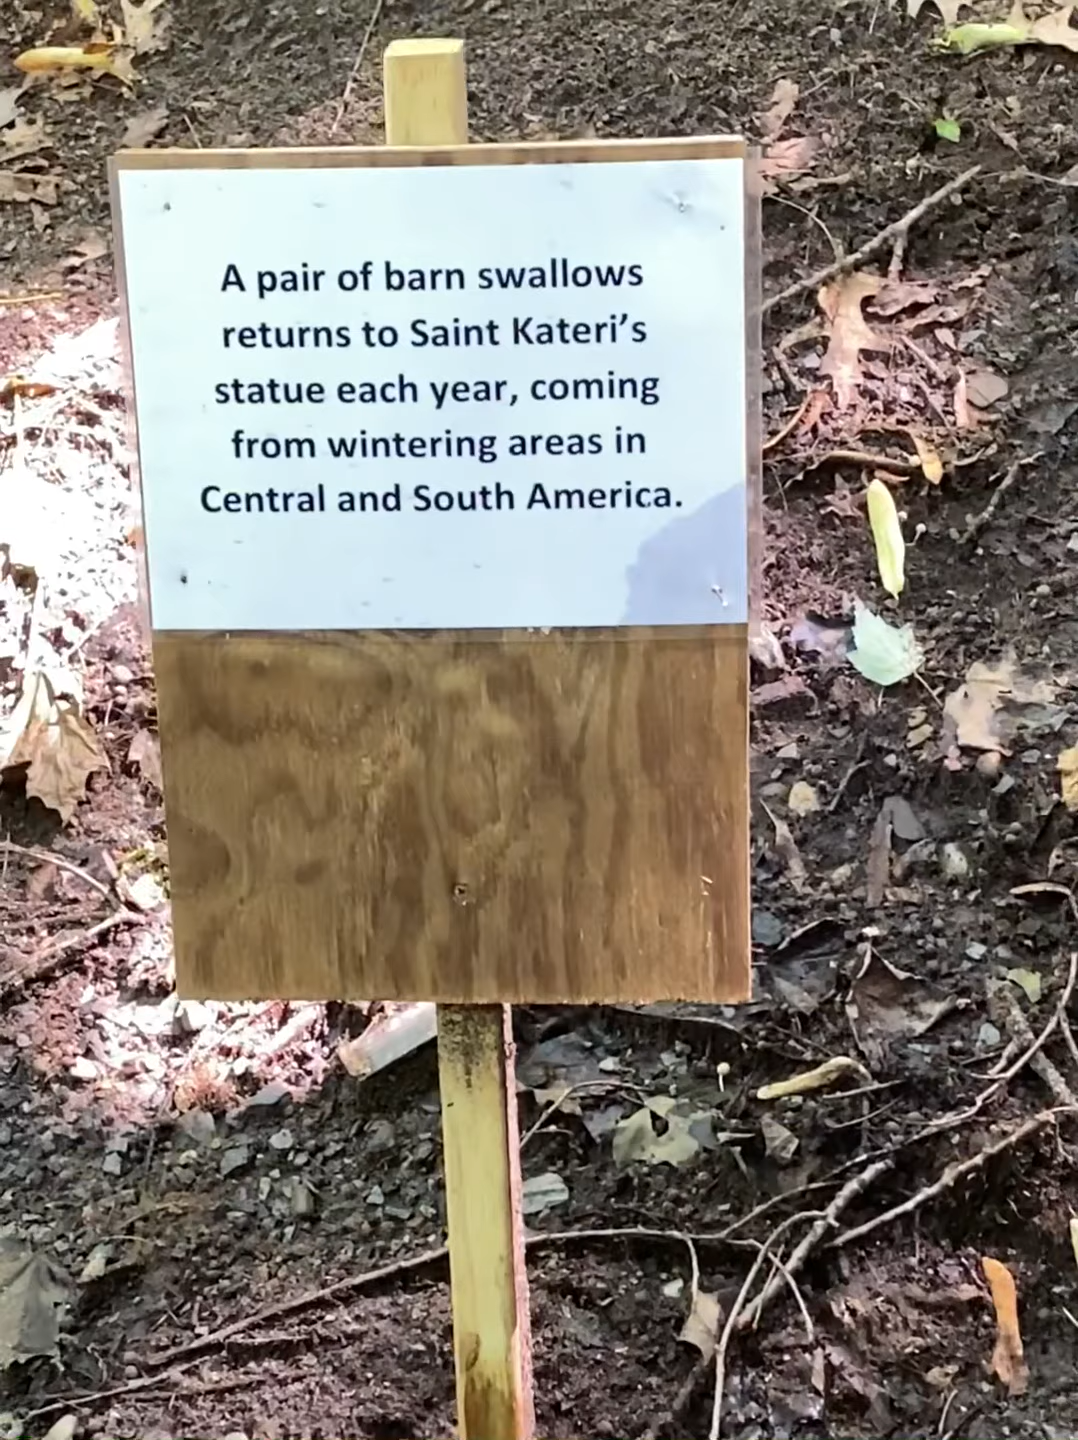 A pair of barn swallows
returns to Saint Kateri’s
statue each year, coming
from wintering areas in
Central and South America.